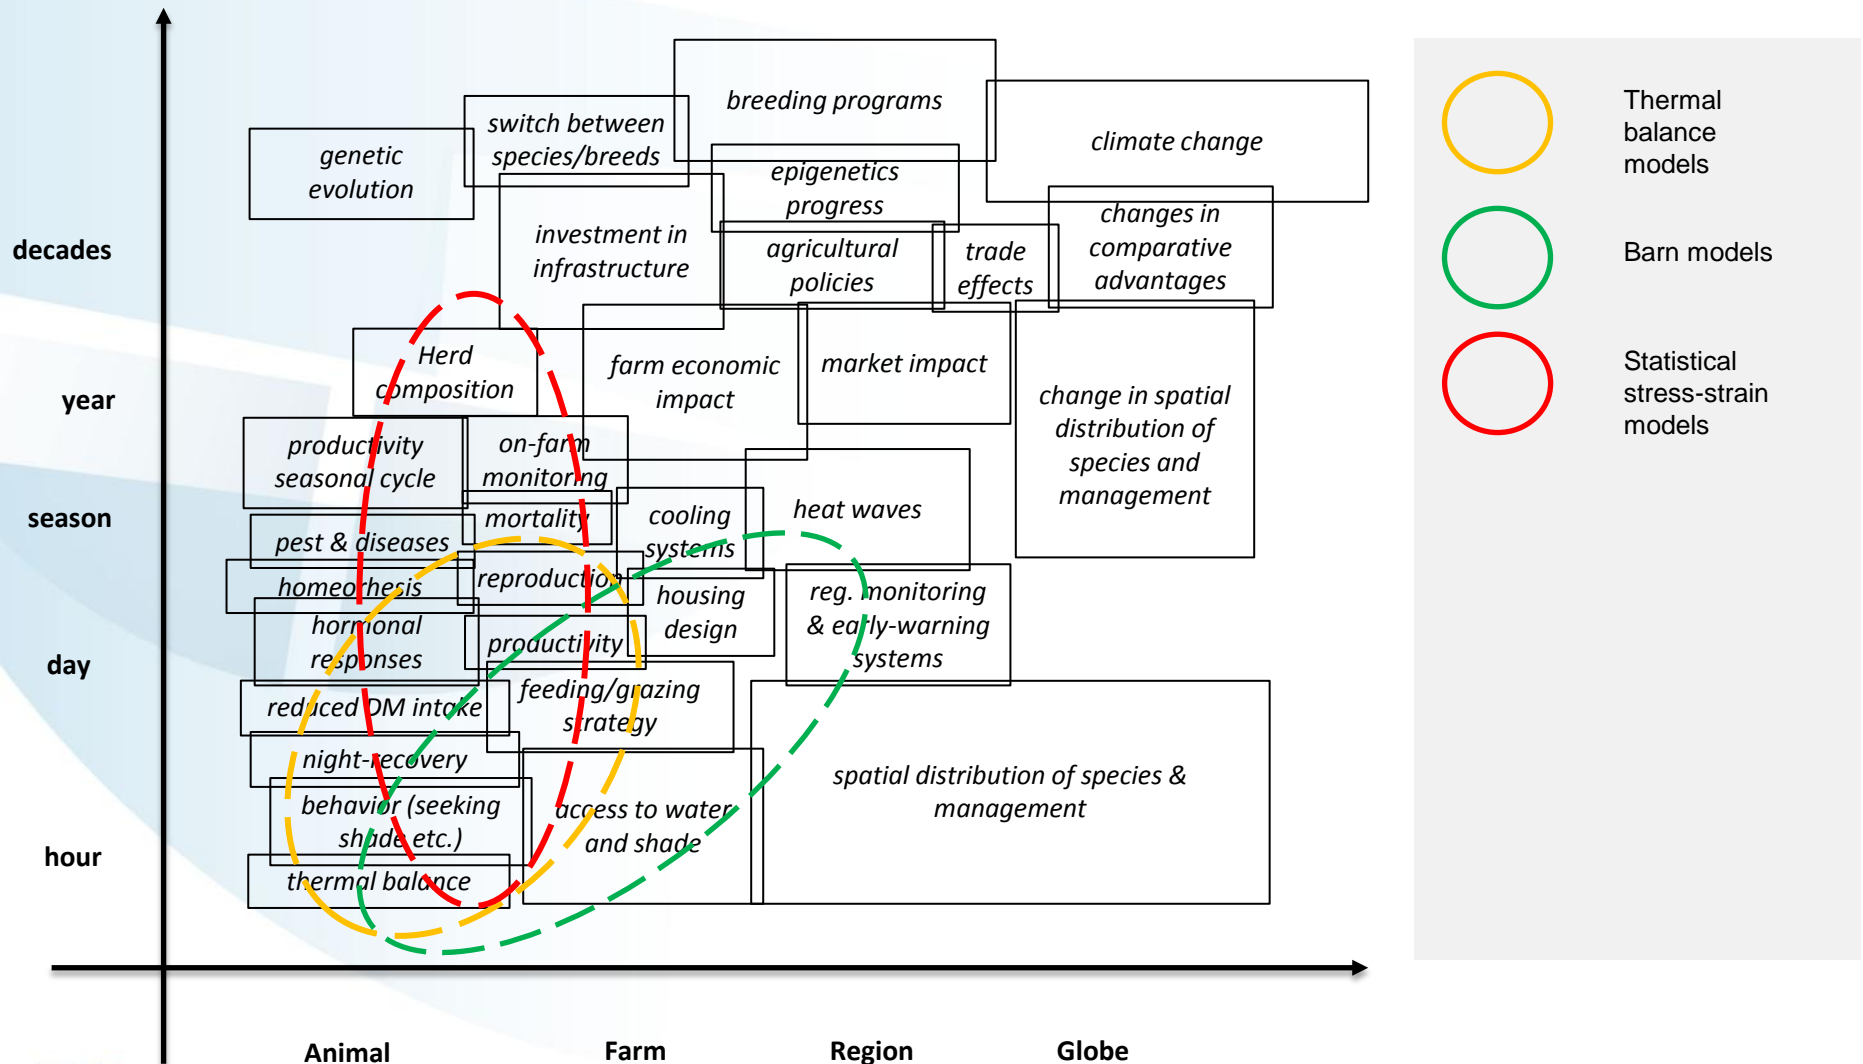 breeding programs
switch between
species/breeds
climate change
genetic
evolution
epigenetics
progress
changes in
comparative
advantages
decades
investment in
infrastructure
agricultural
policies
trade
effects
Herd
composition
farm economic
impact
market impact
year
change in spatial
distribution of
species and
management
productivity
seasonal cycle
on-farm
monitoring
season
mortality
cooling
systems
heat waves
pest & diseases
homeorhesis
reproduction
housing
design
reg. monitoring
& early-warning
systems
hormonal
responses
productivity
day
reduced DM intake
feeding/grazing
strategy
night-recovery
behavior (seeking
shade etc.)
access to water
and shade
spatial distribution of species &
management
hour
thermal balance
Animal
Farm
Region
Globe
Thermal
balance
models
Barn models
Statistical
stress-strain
models